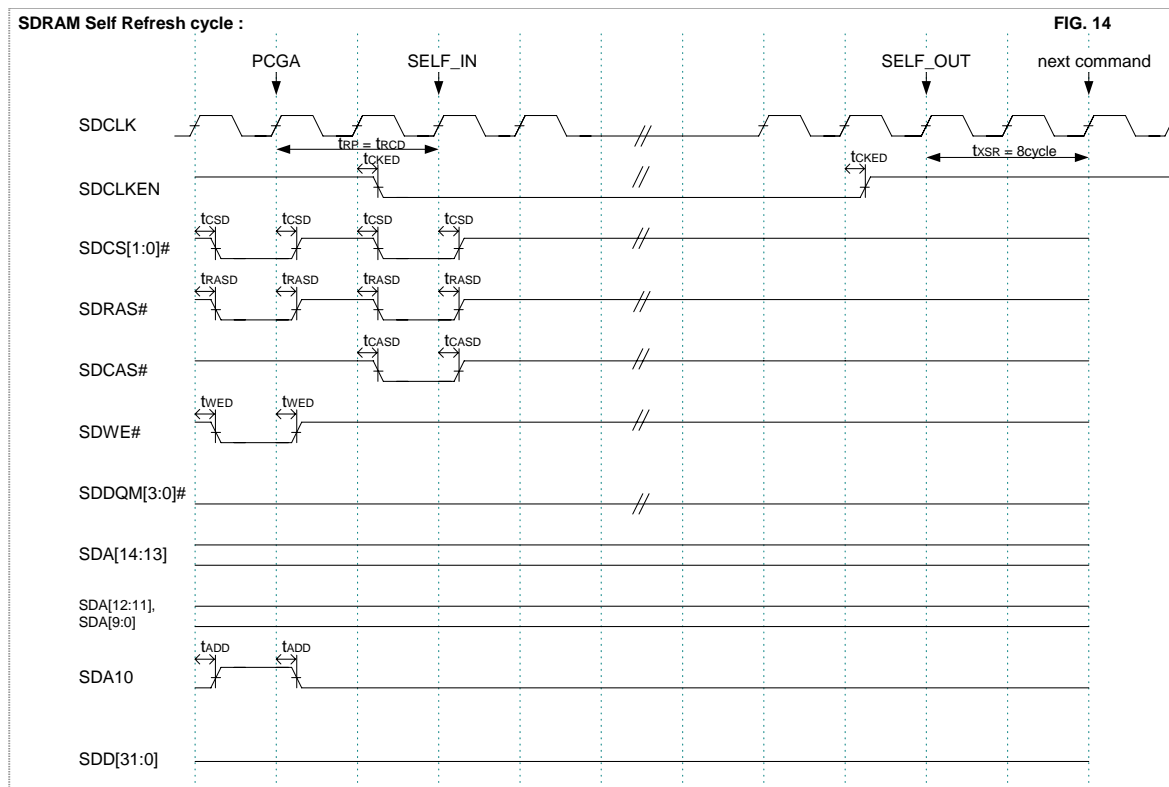 SDRAM Self Refresh cycle :
FIG. 14
PCGA
SELF_IN
SELF_OUT
next command
SDCLK
tRP = tRCD
tXSR = 8cycle
tCKED
tCKED
SDCLKEN
tCSD
tCSD
tCSD
tCSD
SDCS[1:0]#
tRASD
tRASD
tRASD
tRASD
SDRAS#
tCASD
tCASD
SDCAS#
tWED
tWED
SDWE#
SDDQM[3:0]#
SDA[14:13]
SDA[12:11],
SDA[9:0]
tADD
tADD
SDA10
SDD[31:0]